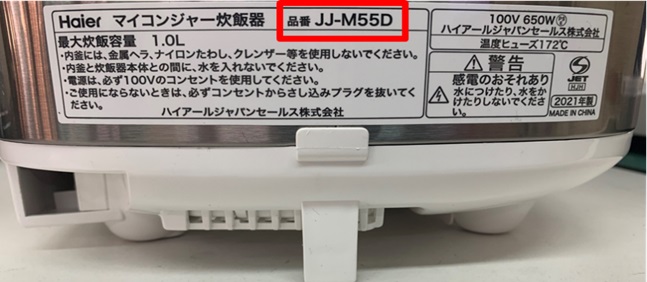 Haier マイコンジャー炊飯器 品番 JJ-M55D
最大炊飯容量 1.0L
・内釜には、金属ヘラ、ナイロンたわし、クレンザー等を使用しないでください。
・内釜と炊飯器本体との間に、水を入れないでください。
・電源は、必ず100Vのコンセントを使用してください。
・ご使用にならないときは、必ずコンセントからさし込みプラグを抜いてください。
ハイアールジャパンセールス株式会社
100V 650W
ハイアールジャパンセールス株式会社
温度ヒューズ172℃
警告
感電のおそれあり
水につけたり、水をか
けたりしないでください。
S
JET
HJH
2021年製
MADE IN CHINA